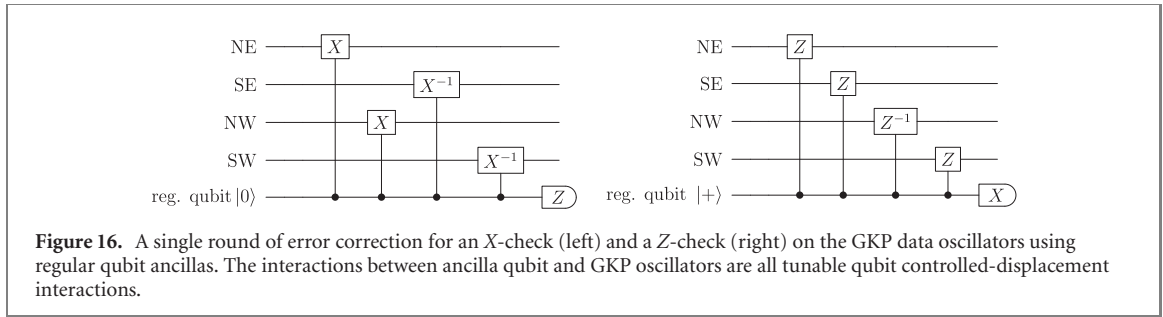 NE X NE Z
SE X⁻¹ SE Z
NW X NW Z⁻¹
SW X⁻¹ SW Z
reg. qubit |0⟩ Z reg. qubit |+⟩ X
Figure 16. A single round of error correction for an X-check (left) and a Z-check (right) on the GKP data oscillators using
regular qubit ancillas. The interactions between ancilla qubit and GKP oscillators are all tunable qubit controlled-displacement
interactions.